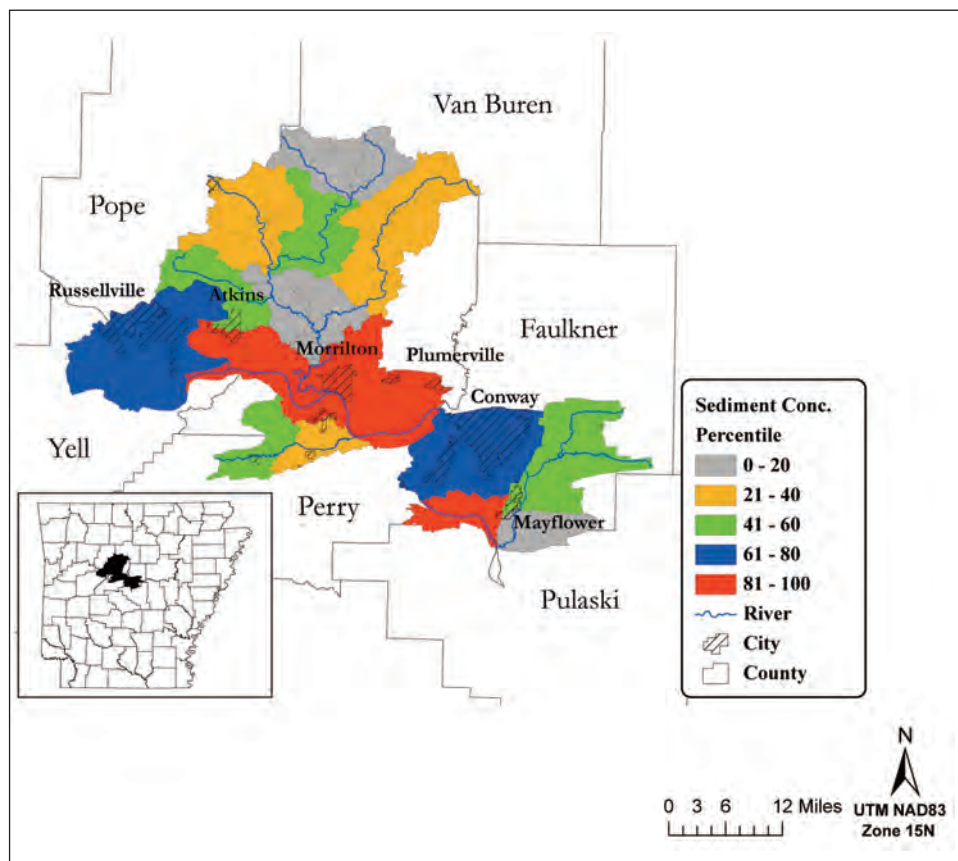 Van Buren
Pope
Russellville
Atkins
Faulkner
Morrilton
Plumerville
Conway
Yell
Perry
Mayflower
Pulaski
Sediment Conc.
Percentile
0 - 20
21 - 40
41 - 60
61 - 80
81 - 100
River
City
County
N
0 3 6 12 Miles
UTM NAD83
Zone 15N